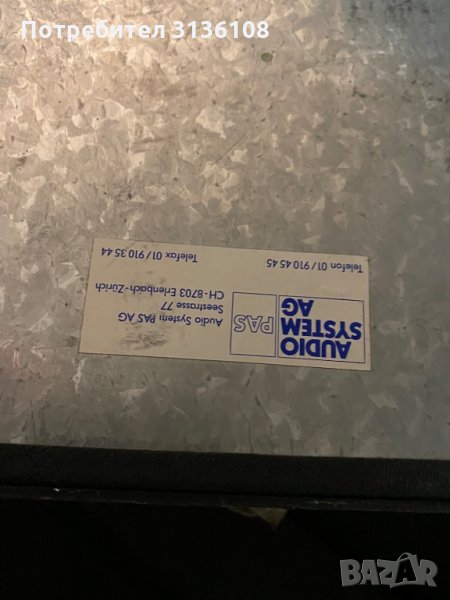 Потребител 3136108
AUDIO
SYSTEM
AG
PAS
Audio System PAS AG
Seestrasse 77
CH-8703 Erlenbach-Zürich
Telefon 01/910 45 45
Telefax 01/910 35 44
BAZAR